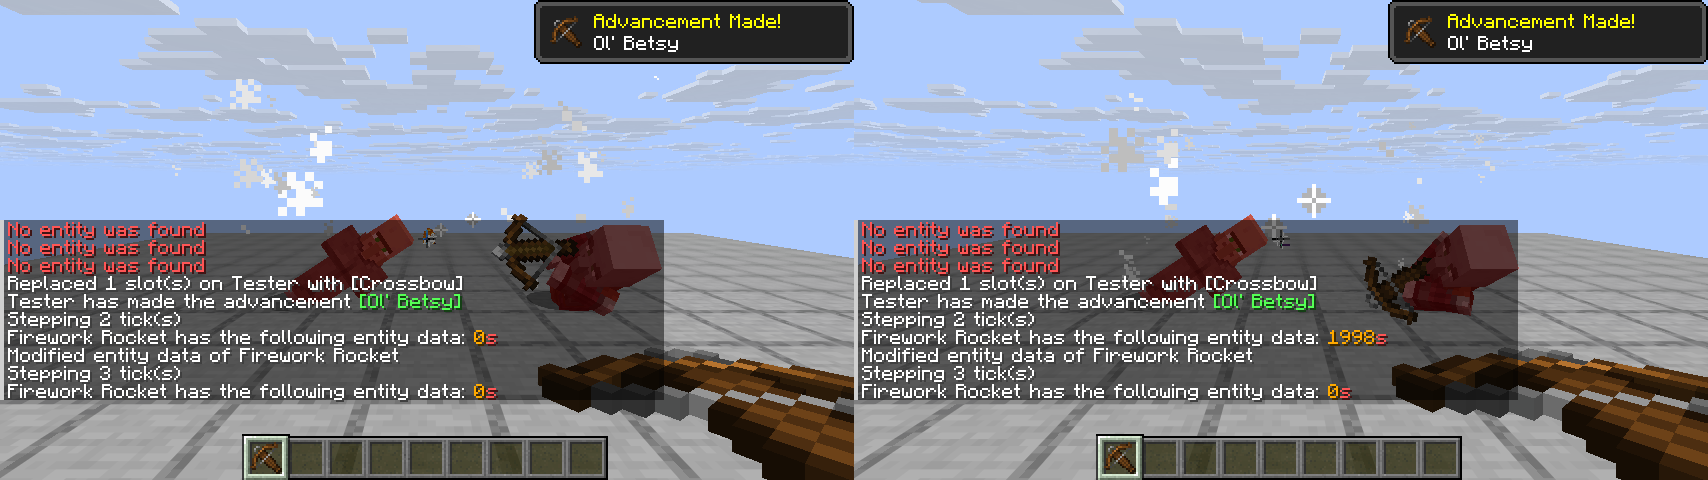 Advancement Made!
Ol' Betsy
No entity was found
No entity was found
No entity was found
Replaced 1 slot(s) on Tester with [Crossbow]
Tester has made the advancement [Ol' Betsy]
Stepping 2 tick(s)
Firework Rocket has the following entity data: 0s
Modified entity data of Firework Rocket
Stepping 3 tick(s)
Firework Rocket has the following entity data: 0s
Advancement Made!
Ol' Betsy
No entity was found
No entity was found
No entity was found
Replaced 1 slot(s) on Tester with [Crossbow]
Tester has made the advancement [Ol' Betsy]
Stepping 2 tick(s)
Firework Rocket has the following entity data: 1998s
Modified entity data of Firework Rocket
Stepping 3 tick(s)
Firework Rocket has the following entity data: 0s